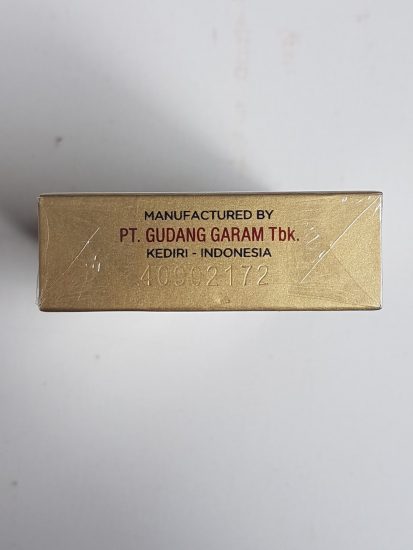 MANUFACTURED BY
PT. GUDANG GARAM Tbk.
KEDIRI - INDONESIA
40902172